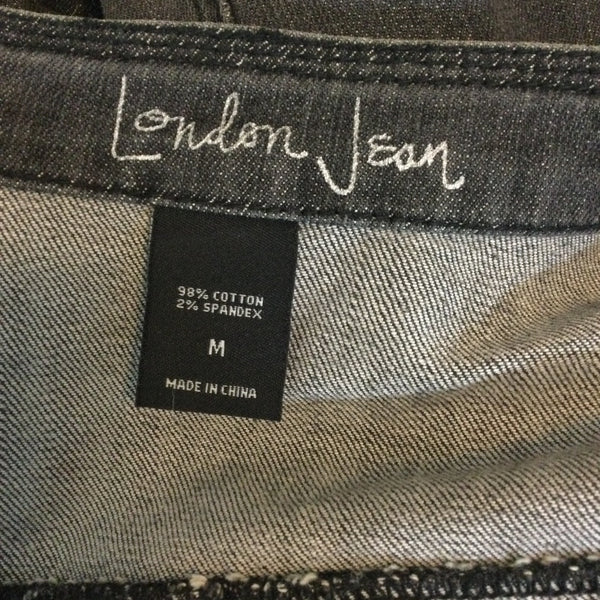 London Jean
98% COTTON
2% SPANDEX
M
MADE IN CHINA